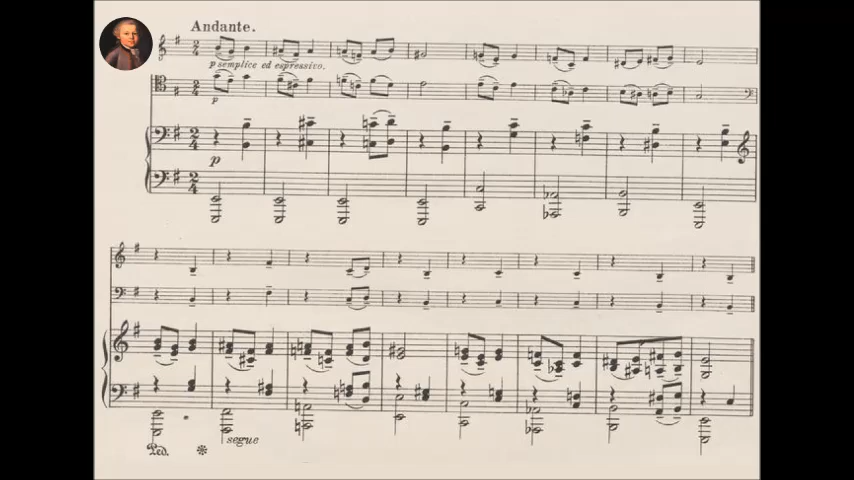 Andante.
p semplice ed espressivo.
p
p
segue
Ped.